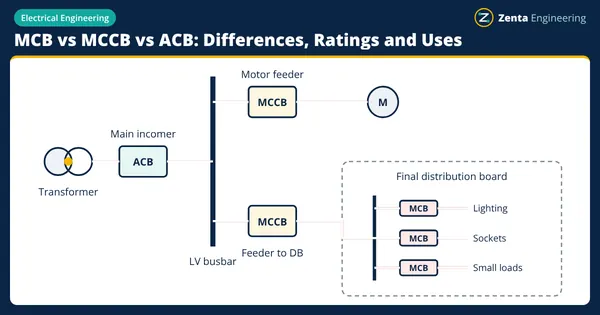 Electrical Engineering
Zenta Engineering
MCB vs MCCB vs ACB: Differences, Ratings and Uses
Motor feeder
MCCB
M
Main incomer
ACB
Transformer
Final distribution board
MCB
Lighting
MCCB
MCB
Sockets
Feeder to DB
LV busbar
MCB
Small loads